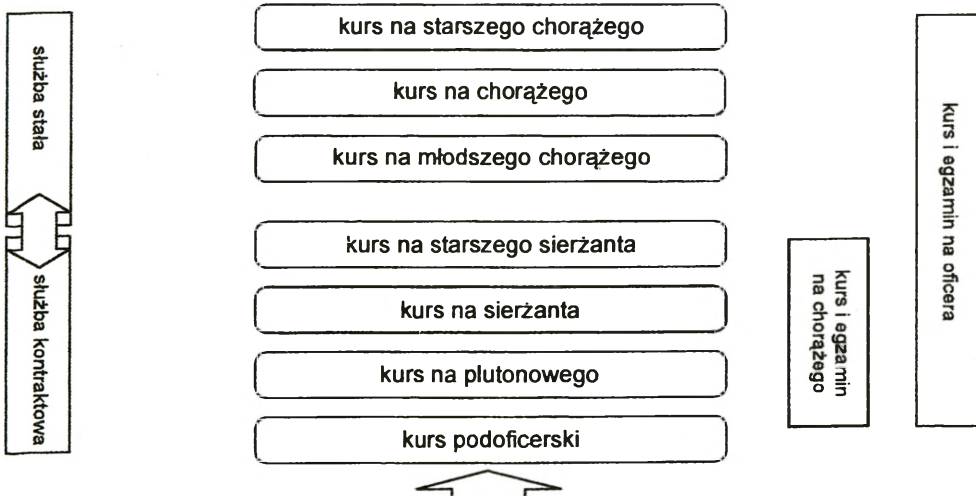 kurs na starszego chorążego
kurs na chorążego
kurs na młodszego chorążego
kurs na starszego sierżanta
kurs na sierżanta
kurs na plutonowego
kurs podoficerski
służba stała
służba kontraktowa
kurs i egzamin
na chorążego
kurs i egzamin na oficera